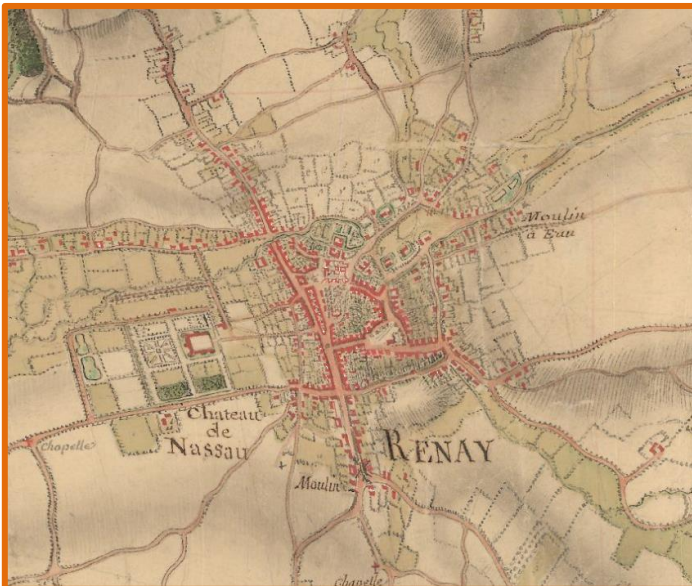 Moulin
à Eau
Chateau
de
Nassau
Chapelle
RENAY
Moulin
Chapelle